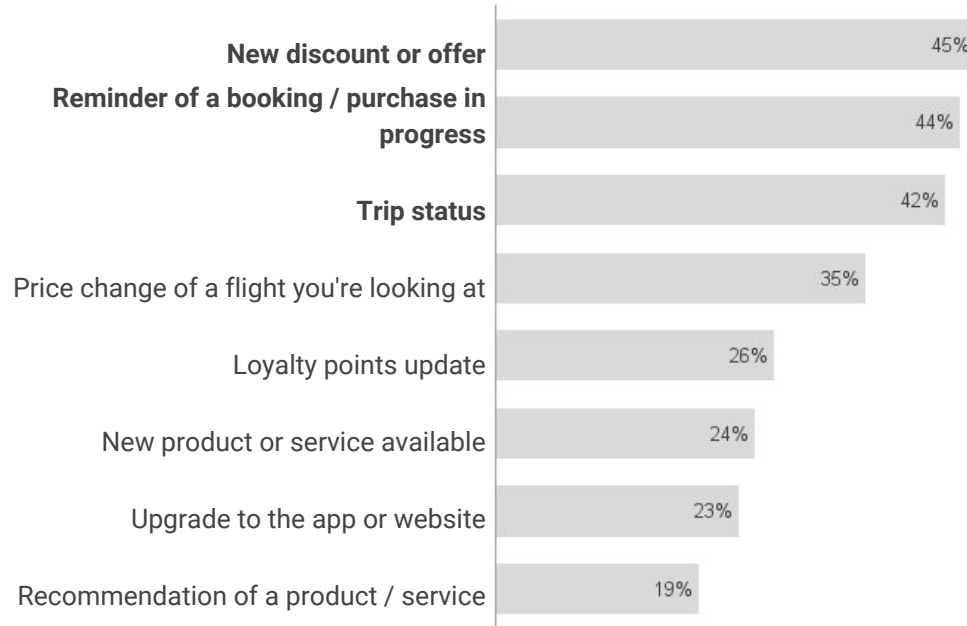 New discount or offer 45%
Reminder of a booking / purchase in
progress 44%
Trip status 42%
Price change of a flight you're looking at 35%
Loyalty points update 26%
New product or service available 24%
Upgrade to the app or website 23%
Recommendation of a product / service 19%